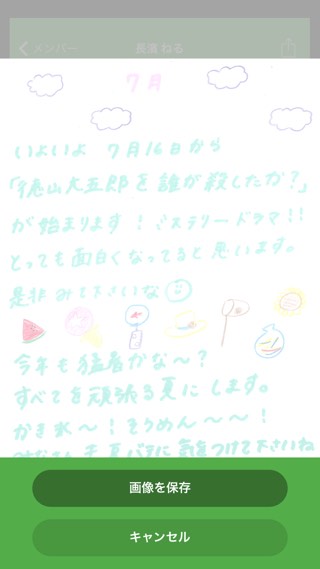 メンバー
長濱 ねる
7月
いよいよ 7月16日から
「徳山大五郎を誰が殺したか?」
が始まります！ミステリードラマ!!
とっても面白くなってると思います。
是非みて下さいな
今年も猛暑かな〜?
すべてを頑張る夏にします。
かき氷〜！そうめん〜〜！
夏バテに気をつけて下さいね
画像を保存
キャンセル